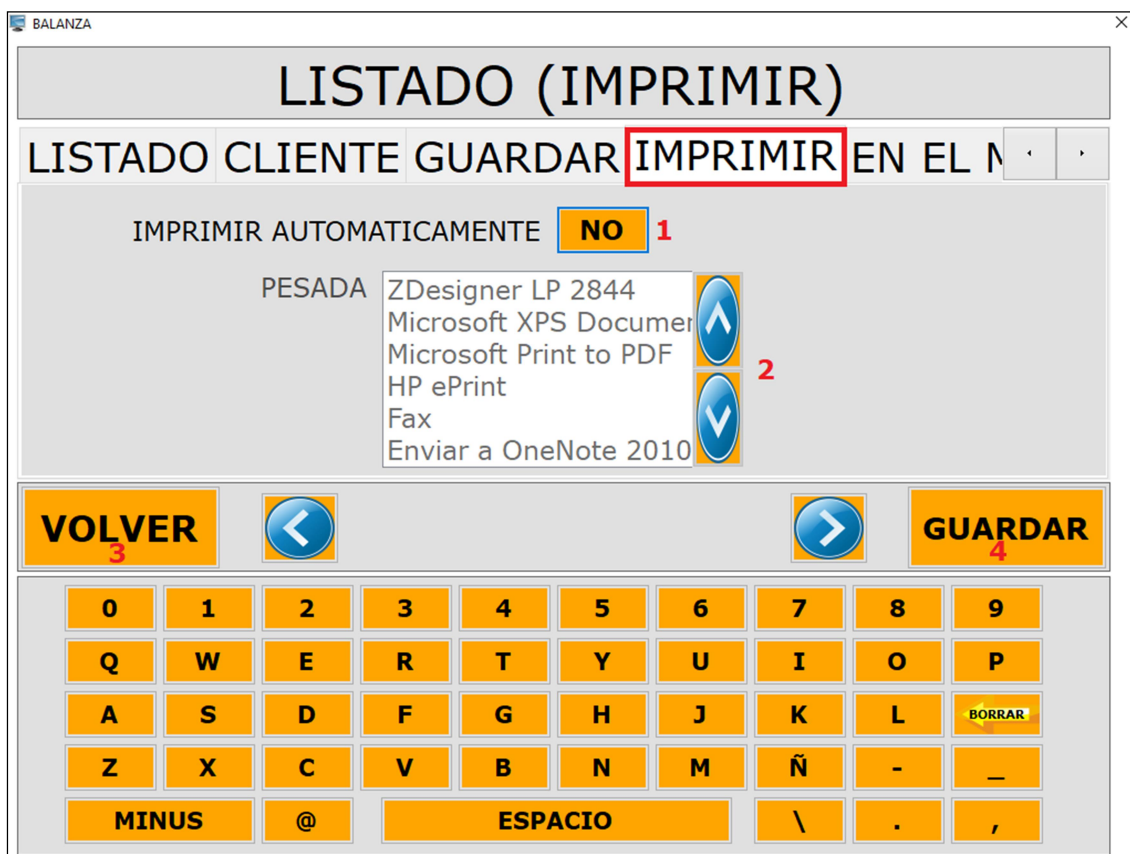 BALANZA
LISTADO (IMPRIMIR)
LISTADO CLIENTE GUARDAR IMPRIMIR EN EL
IMPRIMIR AUTOMATICAMENTE NO 1
PESADA ZDesigner LP 2844
Microsoft XPS Documen
Microsoft Print to PDF
HP ePrint
Fax
Enviar a OneNote 2010
2
VOLVER GUARDAR
3 4
0 1 2 3 4 5 6 7 8 9
Q W E R T Y U I O P
A S D F G H J K L BORRAR
Z X C V B N M Ñ - _
MINUS @ ESPACIO \ . ,